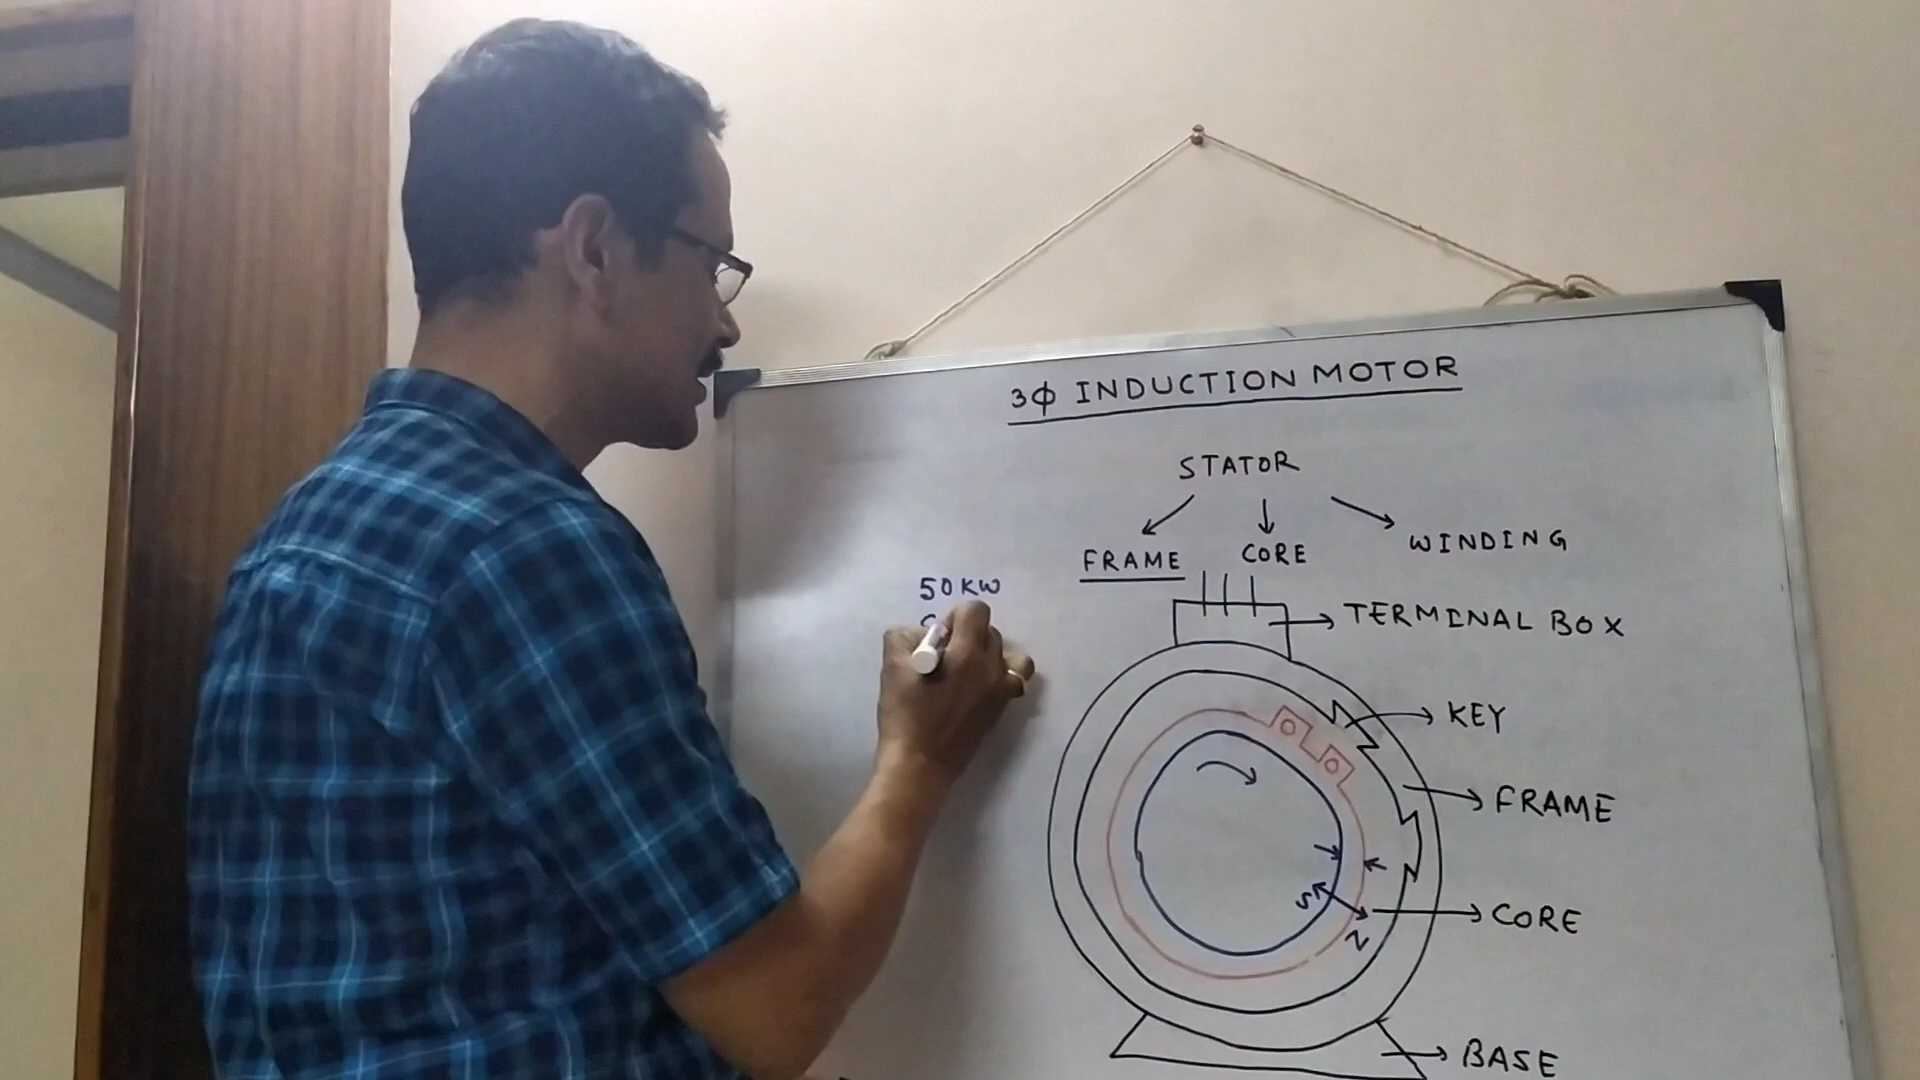 3Φ INDUCTION MOTOR
STATOR
FRAME CORE WINDING
50KW
TERMINAL BOX
KEY
FRAME
S
N
CORE
BASE